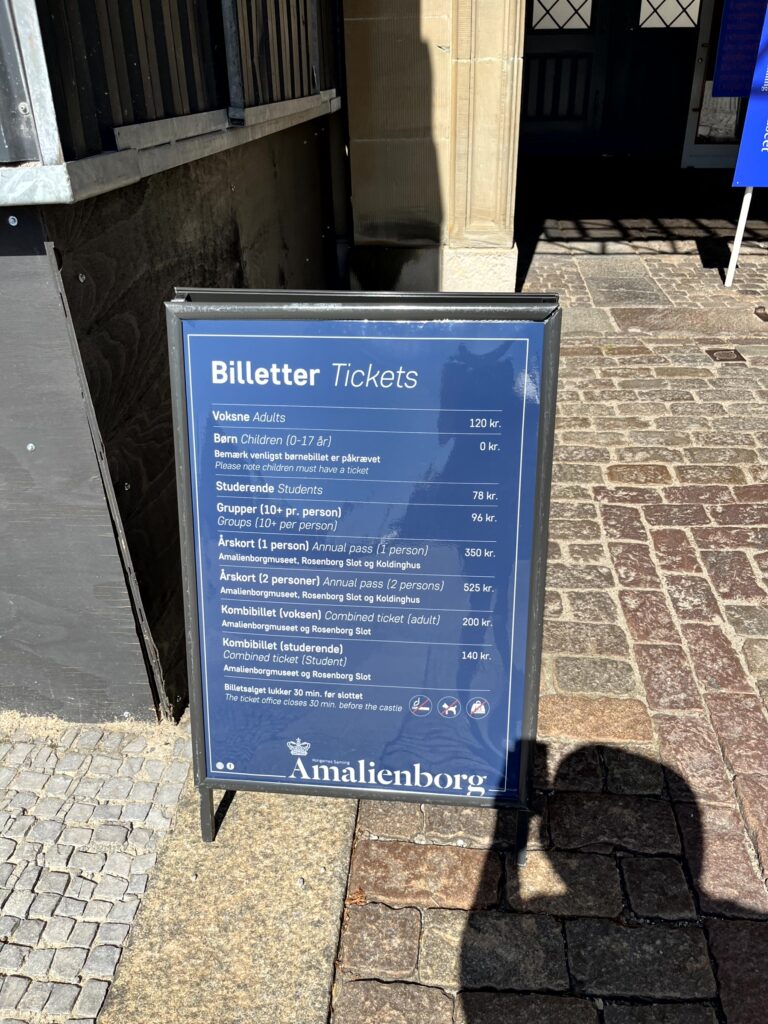 Billetter Tickets
Voksne Adults 120 kr.
Børn Children (0-17 år) 0 kr.
Bemærk venligst børnebillet er påkrævet
Please note children must have a ticket
Studerende Students 78 kr.
Grupper (10+ pr. person) 96 kr.
Groups (10+ per person)
Årskort (1 person) Annual pass (1 person) 350 kr.
Amalienborgmuseet, Rosenborg Slot og Koldinghus
Årskort (2 personer) Annual pass (2 persons) 525 kr.
Amalienborgmuseet, Rosenborg Slot og Koldinghus
Kombibillet (voksen) Combined ticket (adult) 200 kr.
Amalienborgmuseet og Rosenborg Slot
Kombibillet (studerende) 140 kr.
Combined ticket (Student)
Amalienborgmuseet og Rosenborg Slot
Billetsalget lukker 30 min. før slottet
The ticket office closes 30 min. before the castle
Kongernes Samling
Amalienborg